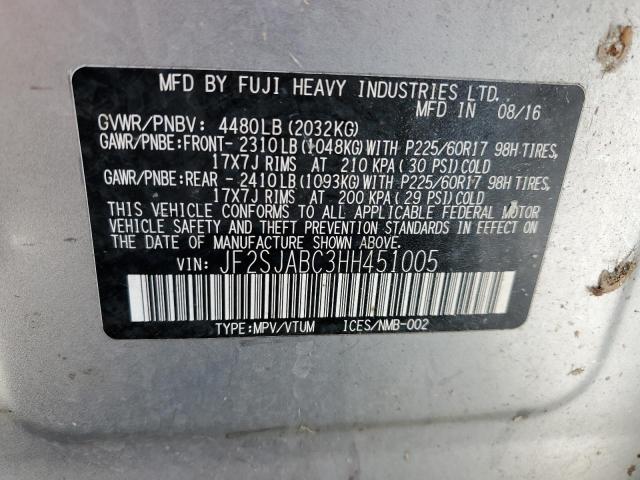 MFD BY FUJI HEAVY INDUSTRIES LTD.
MFD IN 08/16
GVWR/PNBV: 4480LB(2032KG)
GAWR/PNBE:FRONT- 2310LB(1048KG)WITH P225/60R17 98H TIRES,
17X7J RIMS AT 210 KPA(30 PSI)COLD
GAWR/PNBE:REAR - 2410LB(1093KG)WITH P225/60R17 98H TIRES,
17X7J RIMS AT 200 KPA(29 PSI)COLD
THIS VEHICLE CONFORMS TO ALL APPLICABLE FEDERAL MOTOR
VEHICLE SAFETY AND THEFT PREVENTION STANDARDS IN EFFECT
ON THE DATE OF MANUFACTURE SHOWN ABOVE.
VIN: JF2SJABC3HH451005
TYPE:MPV/VTUM ICES/NMB-002